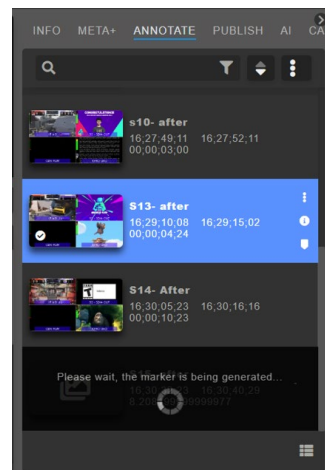 INFO META+ ANNOTATE PUBLISH AI CA
s10- after
16;27;49;11 16;27;52;11
00;00;03;00
S13- after
16;29;10;08 16;29;15;02
00;00;04;24
S14- After
16;30;05;23 16;30;16;16
00;00;10;23
Please wait, the marker is being generated...